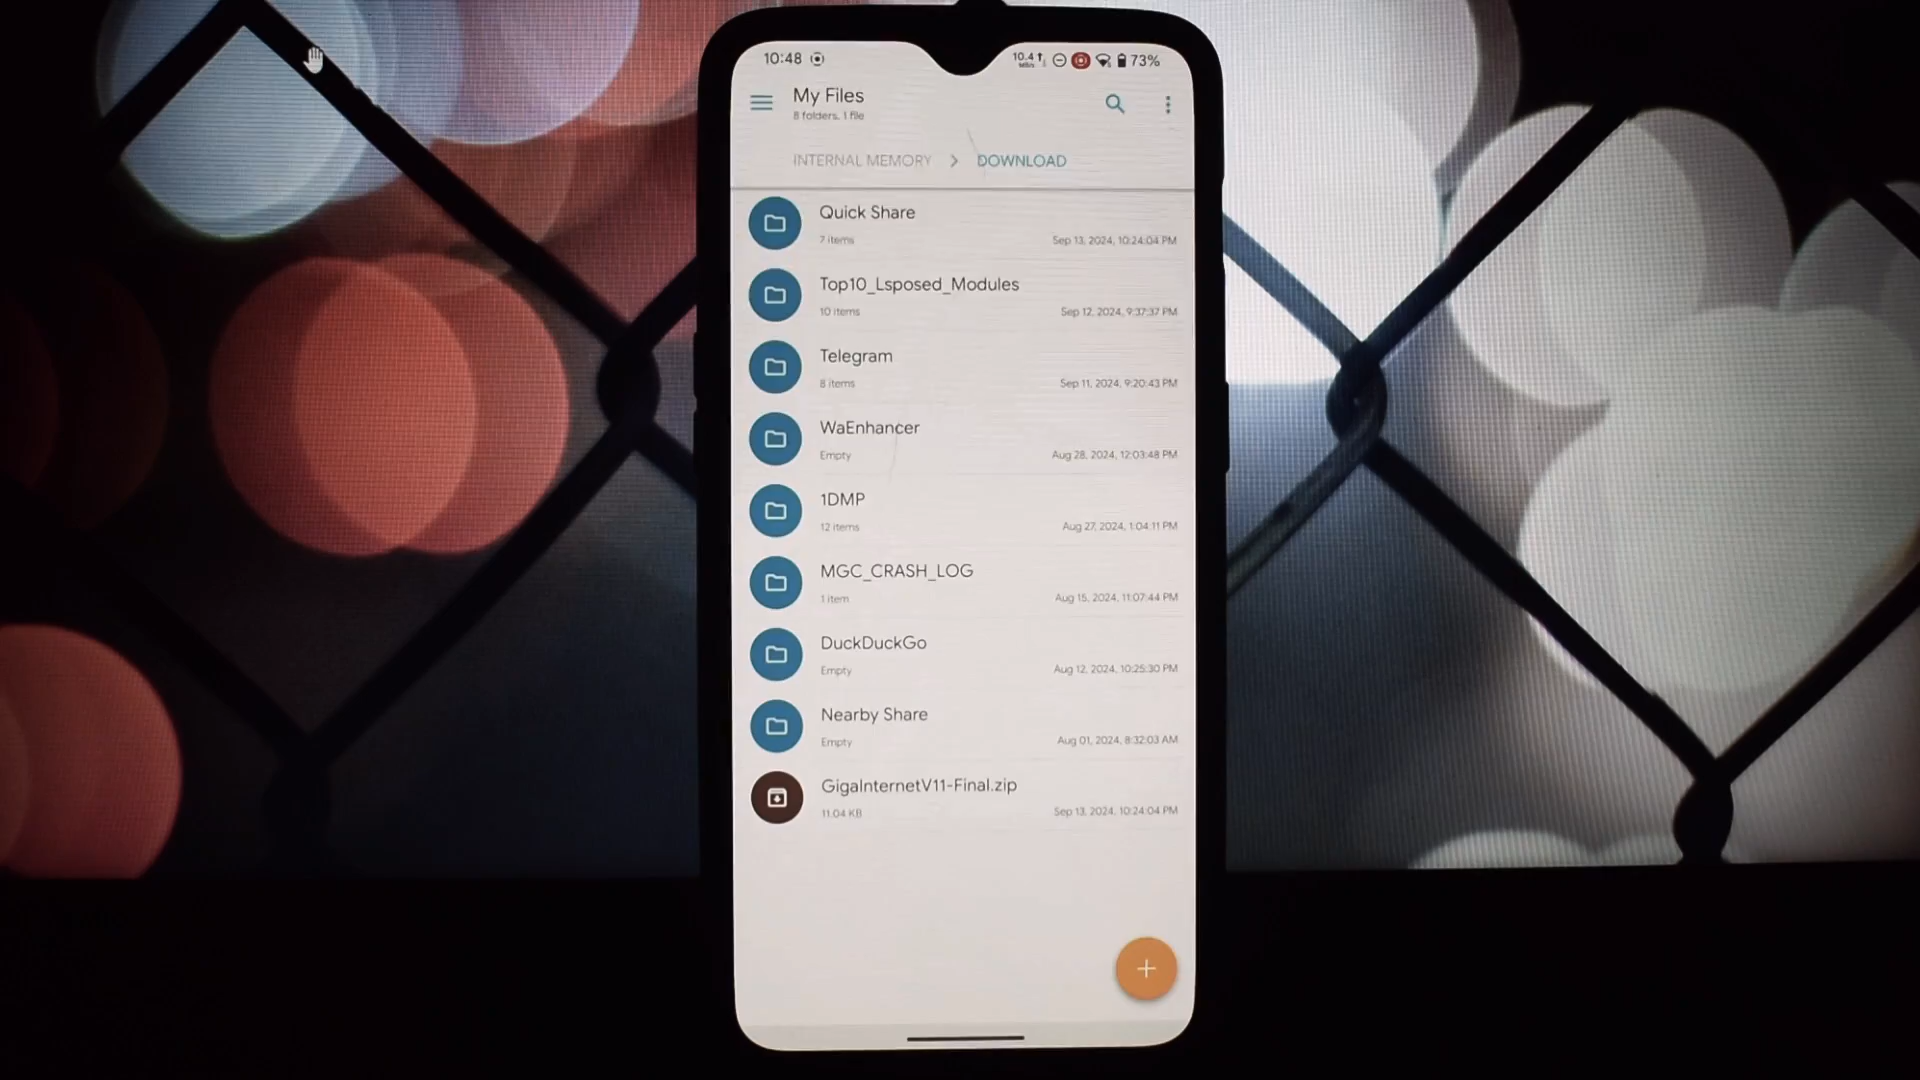 10:48
10.4 73%
My Files
8 folders, 1 file
INTERNAL MEMORY > DOWNLOAD
Quick Share
7 items Sep 13, 2024, 10:24:04 PM
Top10_Lsposed_Modules
10 items Sep 12, 2024, 9:37:37 PM
Telegram
8 items Sep 11, 2024, 9:20:43 PM
WaEnhancer
Empty Aug 28, 2024, 12:03:48 PM
1DMP
12 items Aug 27, 2024, 1:04:11 PM
MGC_CRASH_LOG
1 item Aug 15, 2024, 11:07:44 PM
DuckDuckGo
Empty Aug 12, 2024, 10:25:30 PM
Nearby Share
Empty Aug 01, 2024, 8:32:03 AM
GigaInternetV11-Final.zip
11.04 KB Sep 13, 2024, 10:24:04 PM